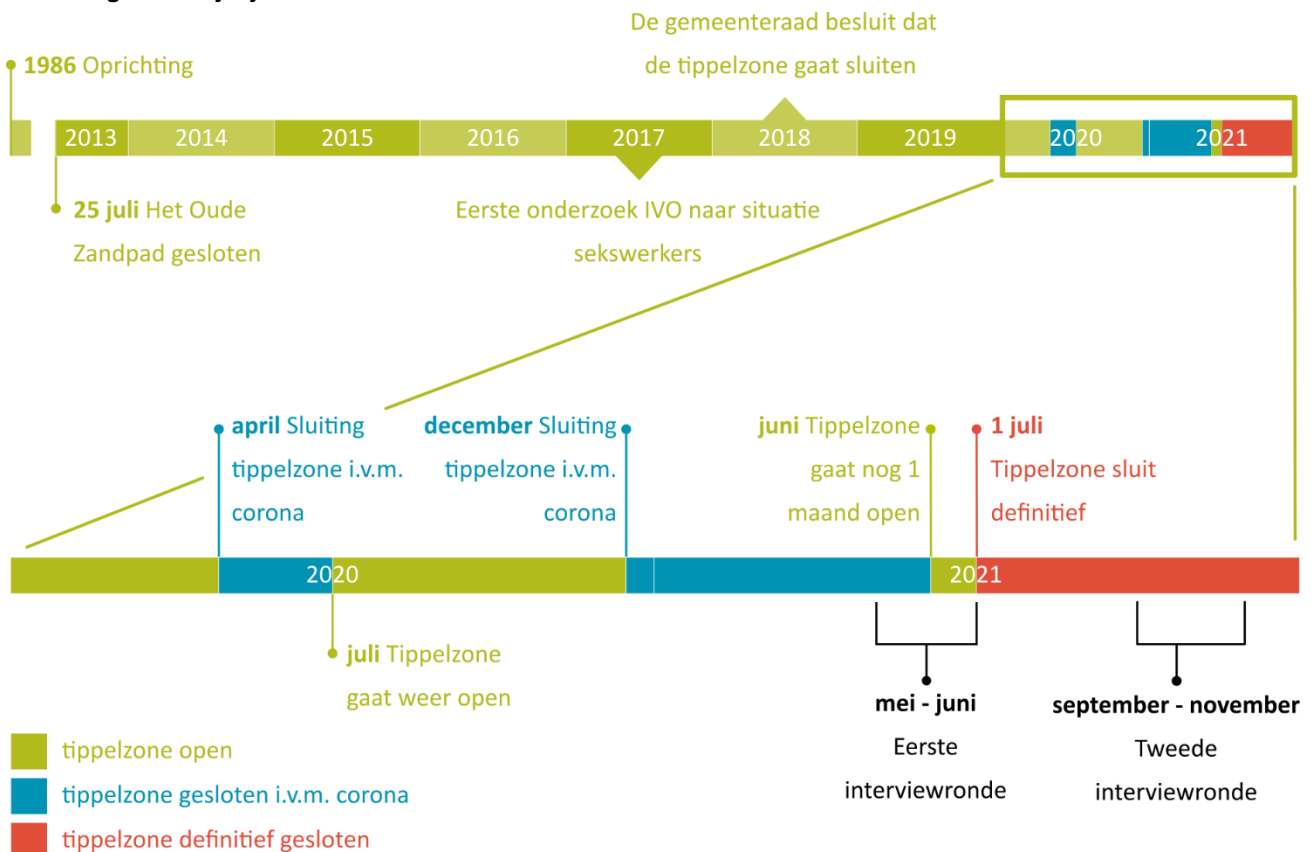 De gemeenteraad besluit dat
de tippelzone gaat sluiten
1986 Oprichting
2013 2014 2015 2016 2017 2018 2019 2020 2021
25 juli Het Oude
Zandpad gesloten
Eerste onderzoek IVO naar situatie
sekswerkers
april Sluiting
tippelzone i.v.m.
corona
december Sluiting
tippelzone i.v.m.
corona
juni Tippelzone
gaat nog 1
maand open
1 juli
Tippelzone sluit
definitief
2020 2021
juli Tippelzone
gaat weer open
mei - juni
Eerste
interviewronde
september - november
Tweede
interviewronde
tippelzone open
tippelzone gesloten i.v.m. corona
tippelzone definitief gesloten